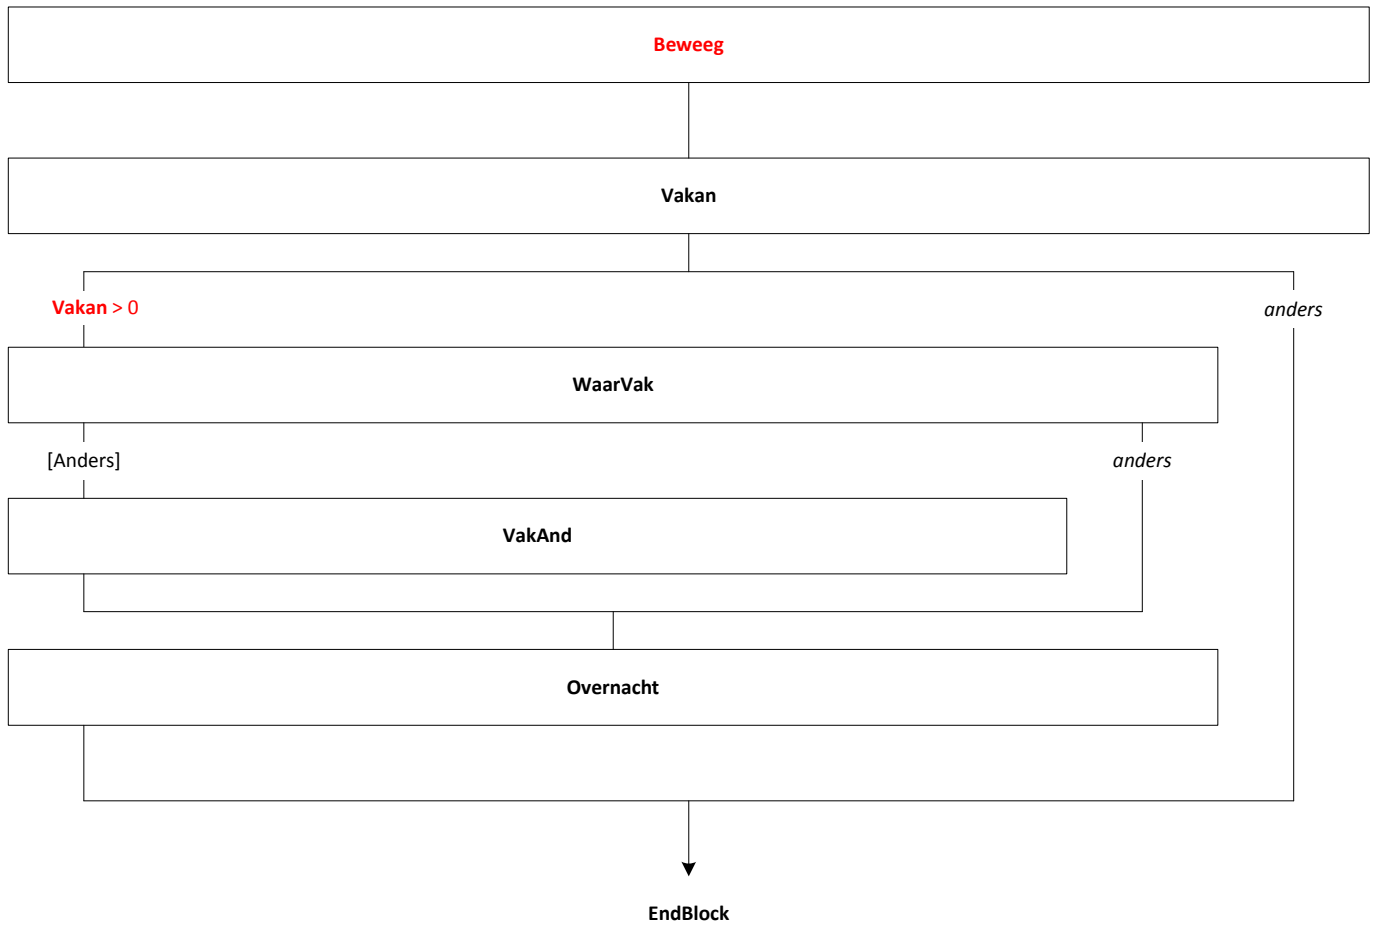 Beweeg
Vakan
Vakan > 0
anders
WaarVak
[Anders]
anders
VakAnd
Overnacht
EndBlock